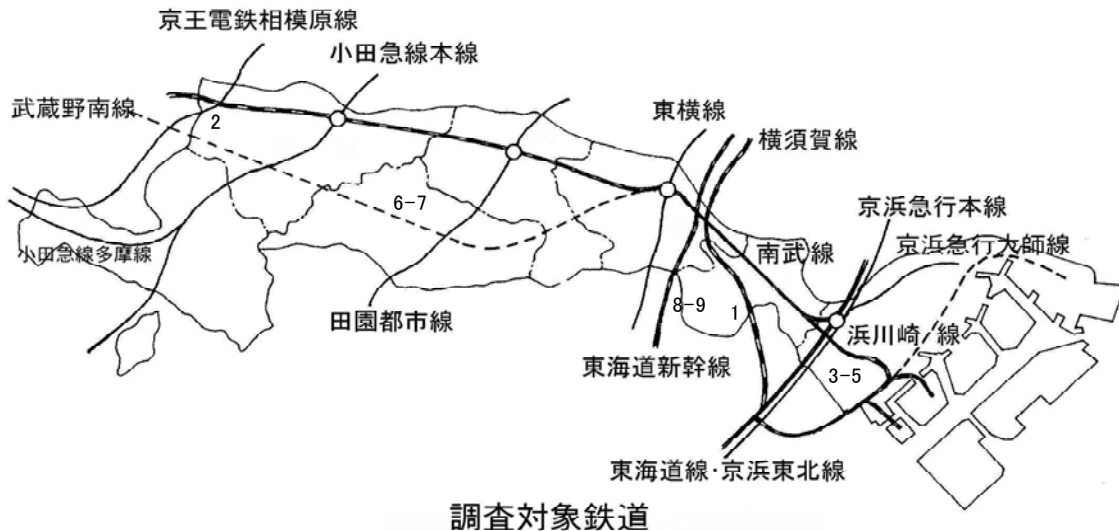 京王電鉄相模原線
小田急線本線
武蔵野南線
東横線
横須賀線
2
6-7
京浜急行本線
京浜急行大師線
南武線
小田急線多摩線
田園都市線
8-9
1
浜川崎 線
東海道新幹線
3-5
東海道線・京浜東北線
調査対象鉄道